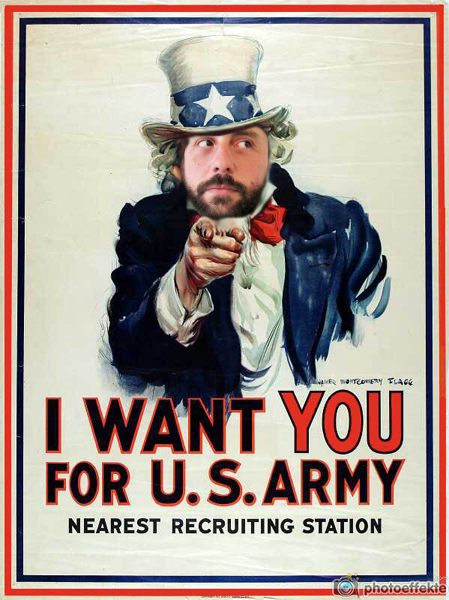 JAMES MONTGOMERY FLAGG
I WANT YOU
FOR U.S. ARMY
NEAREST RECRUITING STATION
photoeffekte